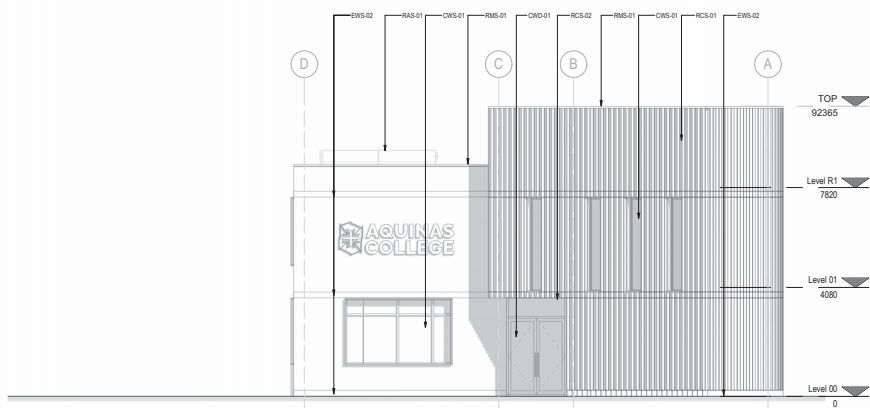 EWS-02 RAS-01 CWS-01 RMS-01 CWD-01 RCS-02 RMS-01 CWS-01 RCS-01 EWS-02
D C B A
TOP
92365
Level R1
7820
AQUINAS
COLLEGE
Level 01
4080
Level 00
0